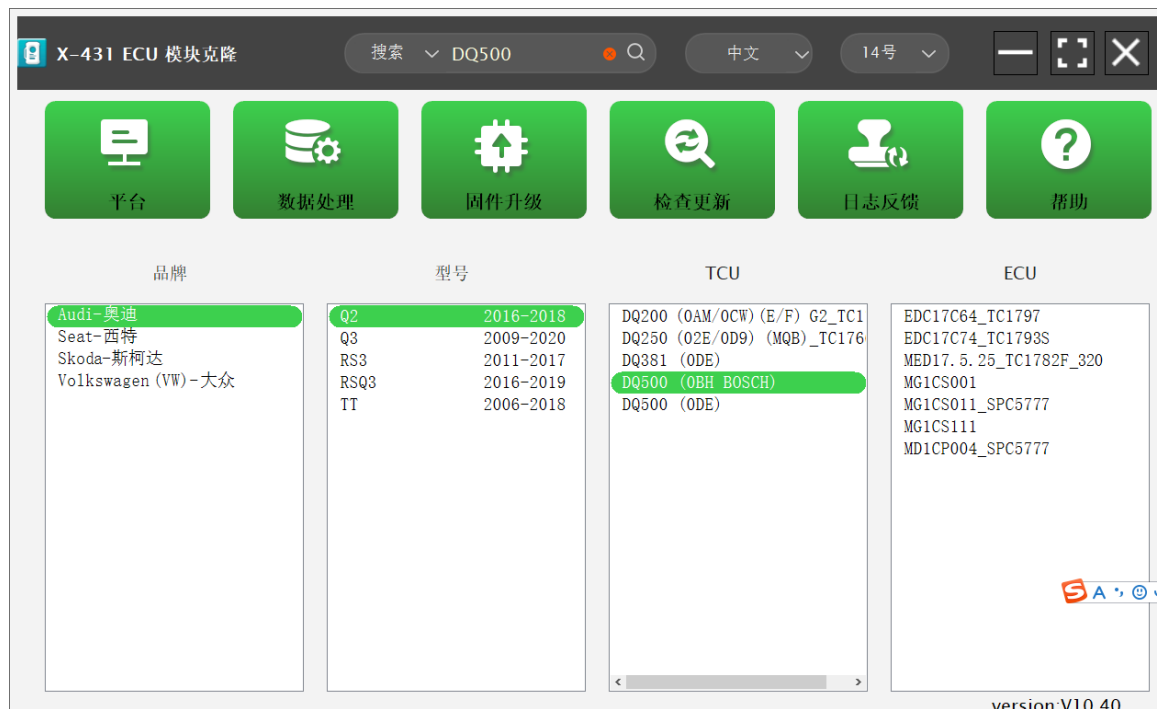 X-431 ECU 模块克隆 搜索 DQ500 中文 14号
平台 数据处理 固件升级 检查更新 日志反馈 帮助
品牌 型号 TCU ECU
Audi-奥迪
Seat-西特
Skoda-斯柯达
Volkswagen(VW)-大众
Q2 2016-2018
Q3 2009-2020
RS3 2011-2017
RSQ3 2016-2019
TT 2006-2018
DQ200 (0AM/0CW)(E/F) G2_TC1
DQ250 (02E/0D9) (MQB)_TC176
DQ381 (0DE)
DQ500 (0BH BOSCH)
DQ500 (0DE)
EDC17C64_TC1797
EDC17C74_TC1793S
MED17.5.25_TC1782F_320
MG1CS001
MG1CS011_SPC5777
MG1CS111
MD1CP004_SPC5777
S A
version:V10.40